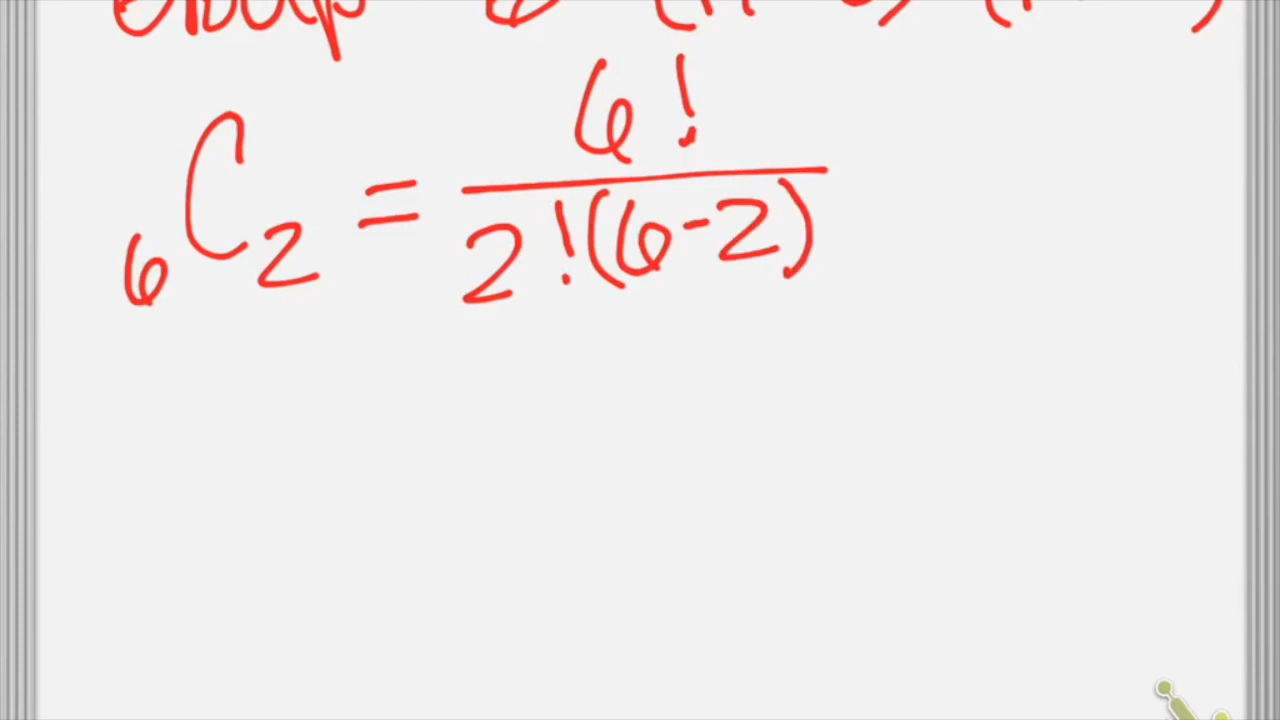 ₆C₂ = 6! / 2!(6-2)